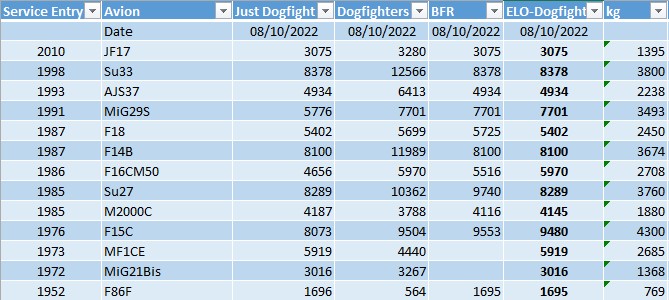 Service Entry Avion Just Dogfight Dogfighters BFR ELO-Dogfight kg
Date 08/10/2022 08/10/2022 08/10/2022 08/10/2022
2010 JF17 3075 3280 3075 3075 1395
1998 Su33 8378 12566 8378 8378 3800
1993 AJS37 4934 6413 4934 4934 2238
1991 MiG29S 5776 7701 7701 7701 3493
1987 F18 5402 5699 5725 5402 2450
1987 F14B 8100 11989 8100 8100 3674
1986 F16CM50 4656 5970 5516 5970 2708
1985 Su27 8289 10362 9740 8289 3760
1985 M2000C 4187 3788 4116 4145 1880
1976 F15C 8073 9504 9553 9480 4300
1973 MF1CE 5919 4440 5919 2685
1972 MiG21Bis 3016 3267 3016 1368
1952 F86F 1696 564 1695 1695 769